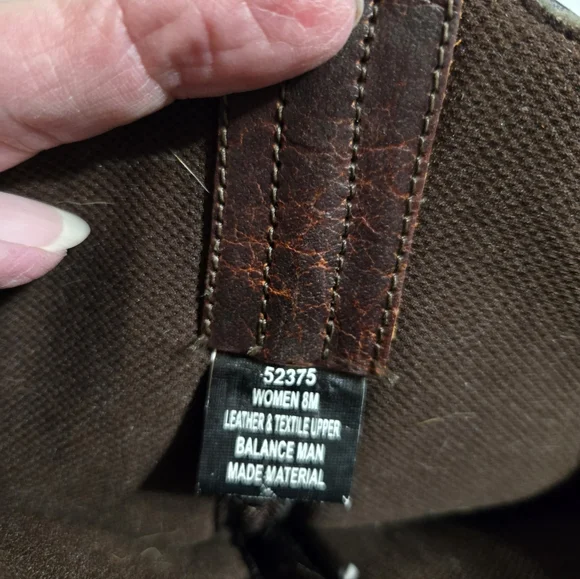 52375
WOMEN 8M
LEATHER & TEXTILE UPPER
BALANCE MAN
MADE MATERIAL